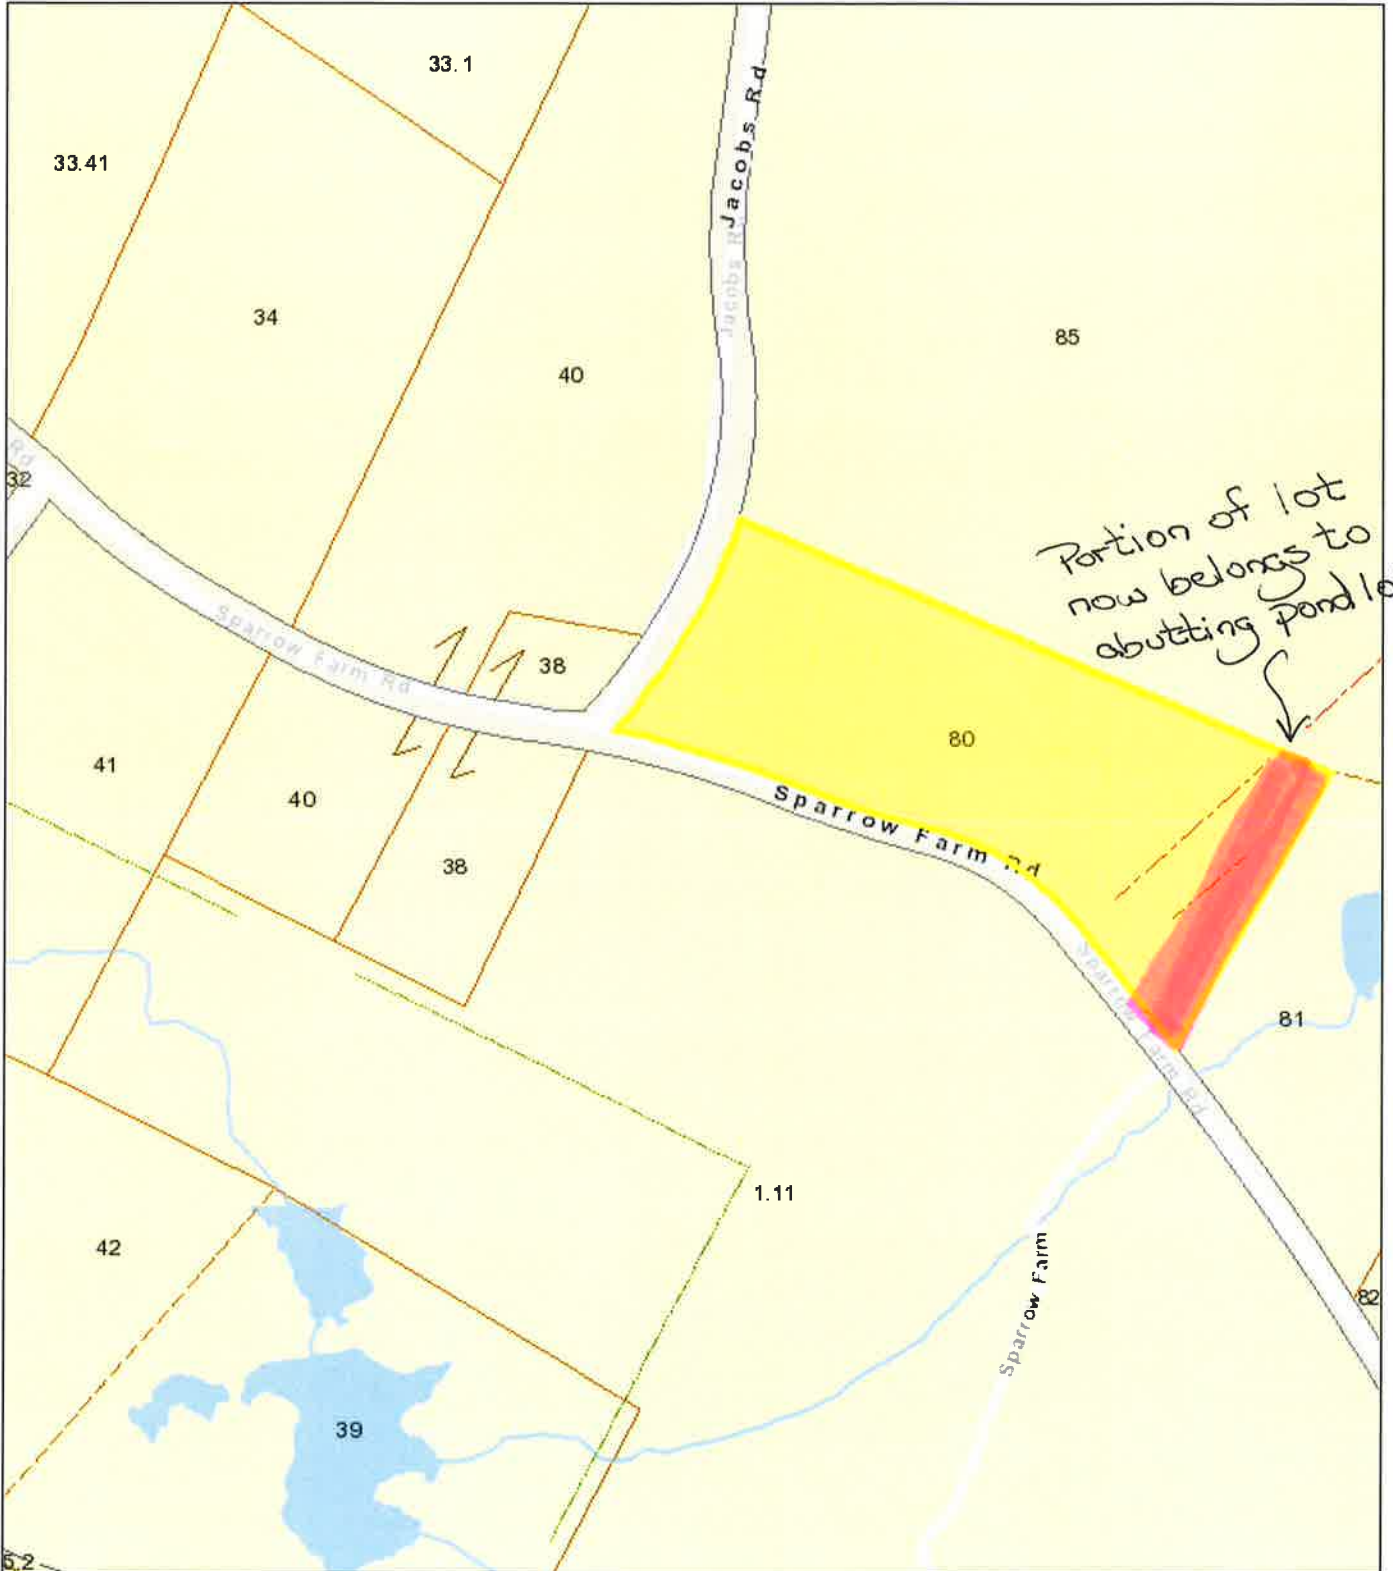 33.1
33.41
Jacobs Rd
Jacobs Rd
34
40
85
Rd
32
Portion of lot
now belongs to
abutting pond lo
Sparrow Farm Rd
38
80
41
40
Sparrow Farm Rd
38
Sparrow Farm Rd
81
1.11
42
Sparrow Farm
82
39
5.2